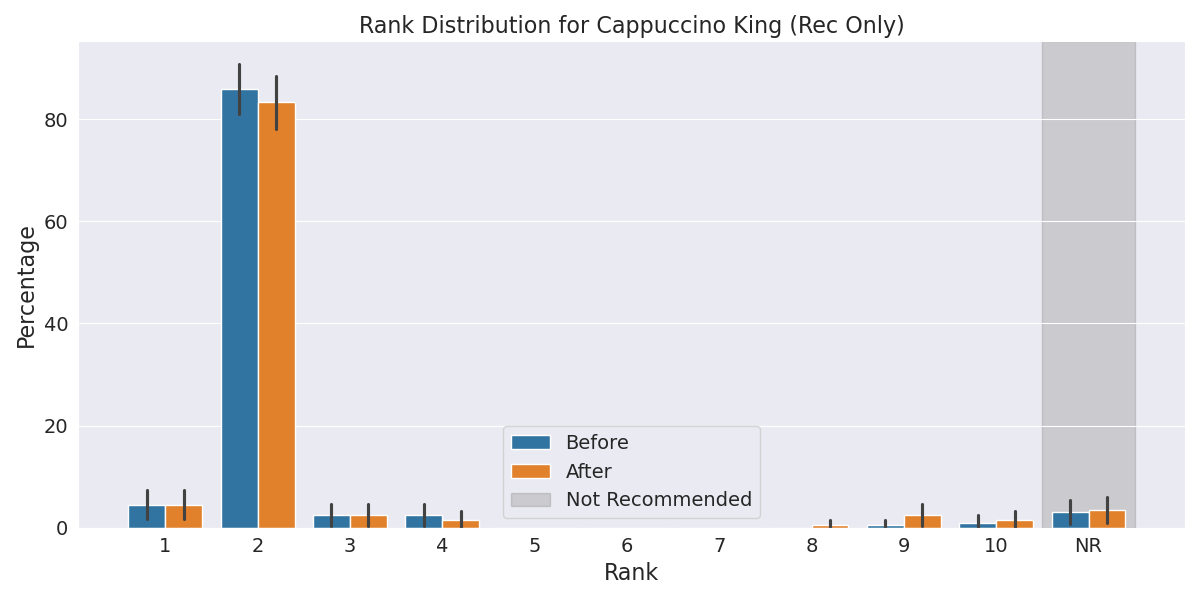 Rank Distribution for Cappuccino King (Rec Only)
Percentage
80
60
40
20
0
Before
After
Not Recommended
1 2 3 4 5 6 7 8 9 10 NR
Rank